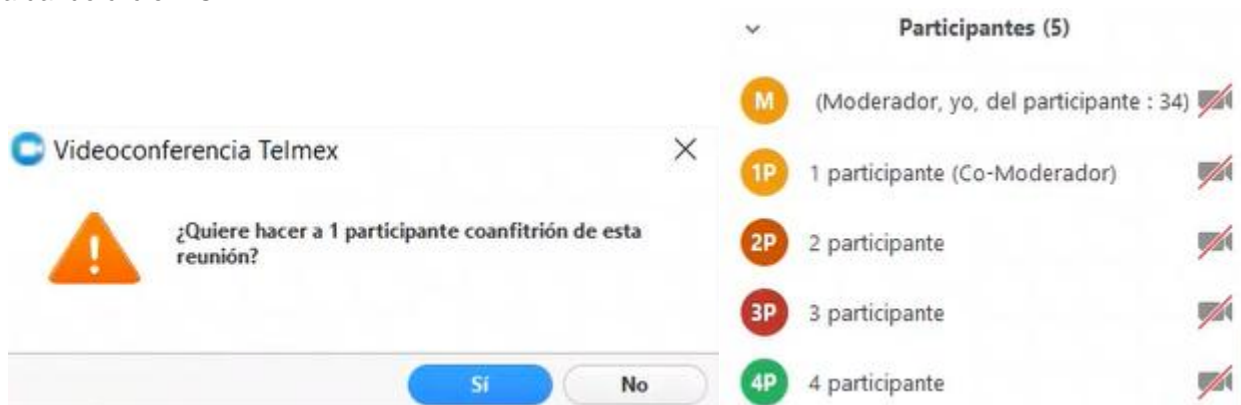 Videoconferencia Telmex
¿Quiere hacer a 1 participante coanfitrión de esta
reunión?
Sí
No
Participantes (5)
M
(Moderador, yo, del participante : 34)
1P
1 participante (Co-Moderador)
2P
2 participante
3P
3 participante
4P
4 participante